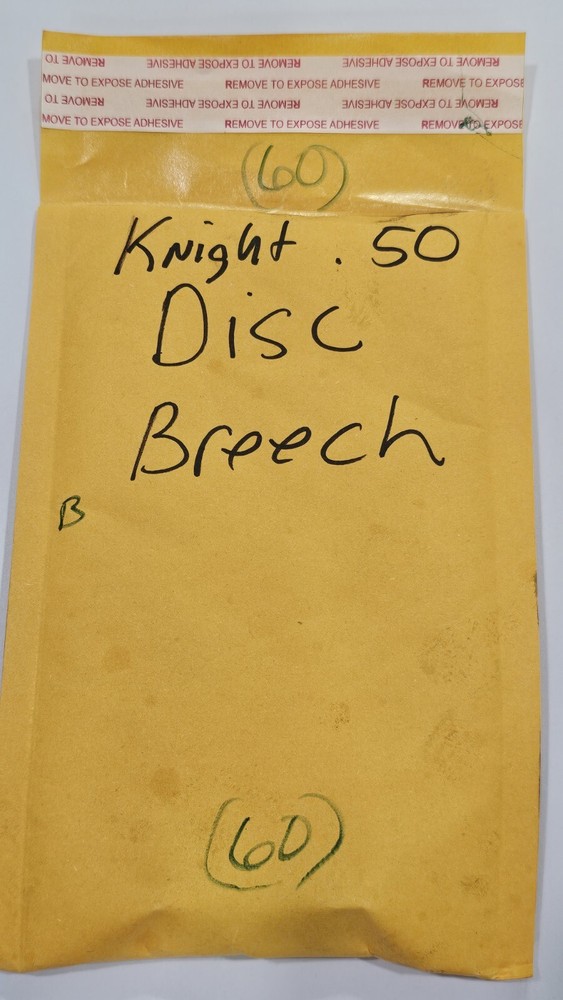 REMOVE TO EXPOSE ADHESIVE REMOVE TO EXPOSE ADHESIVE REMOVE TO
MOVE TO EXPOSE ADHESIVE REMOVE TO EXPOSE ADHESIVE REMOVE TO EXPOSE
REMOVE TO EXPOSE ADHESIVE REMOVE TO EXPOSE ADHESIVE REMOVE TO
MOVE TO EXPOSE ADHESIVE REMOVE TO EXPOSE ADHESIVE REMOVE TO EXPOSE
(60)
Knight .50
Disc
Breech
B
(60)